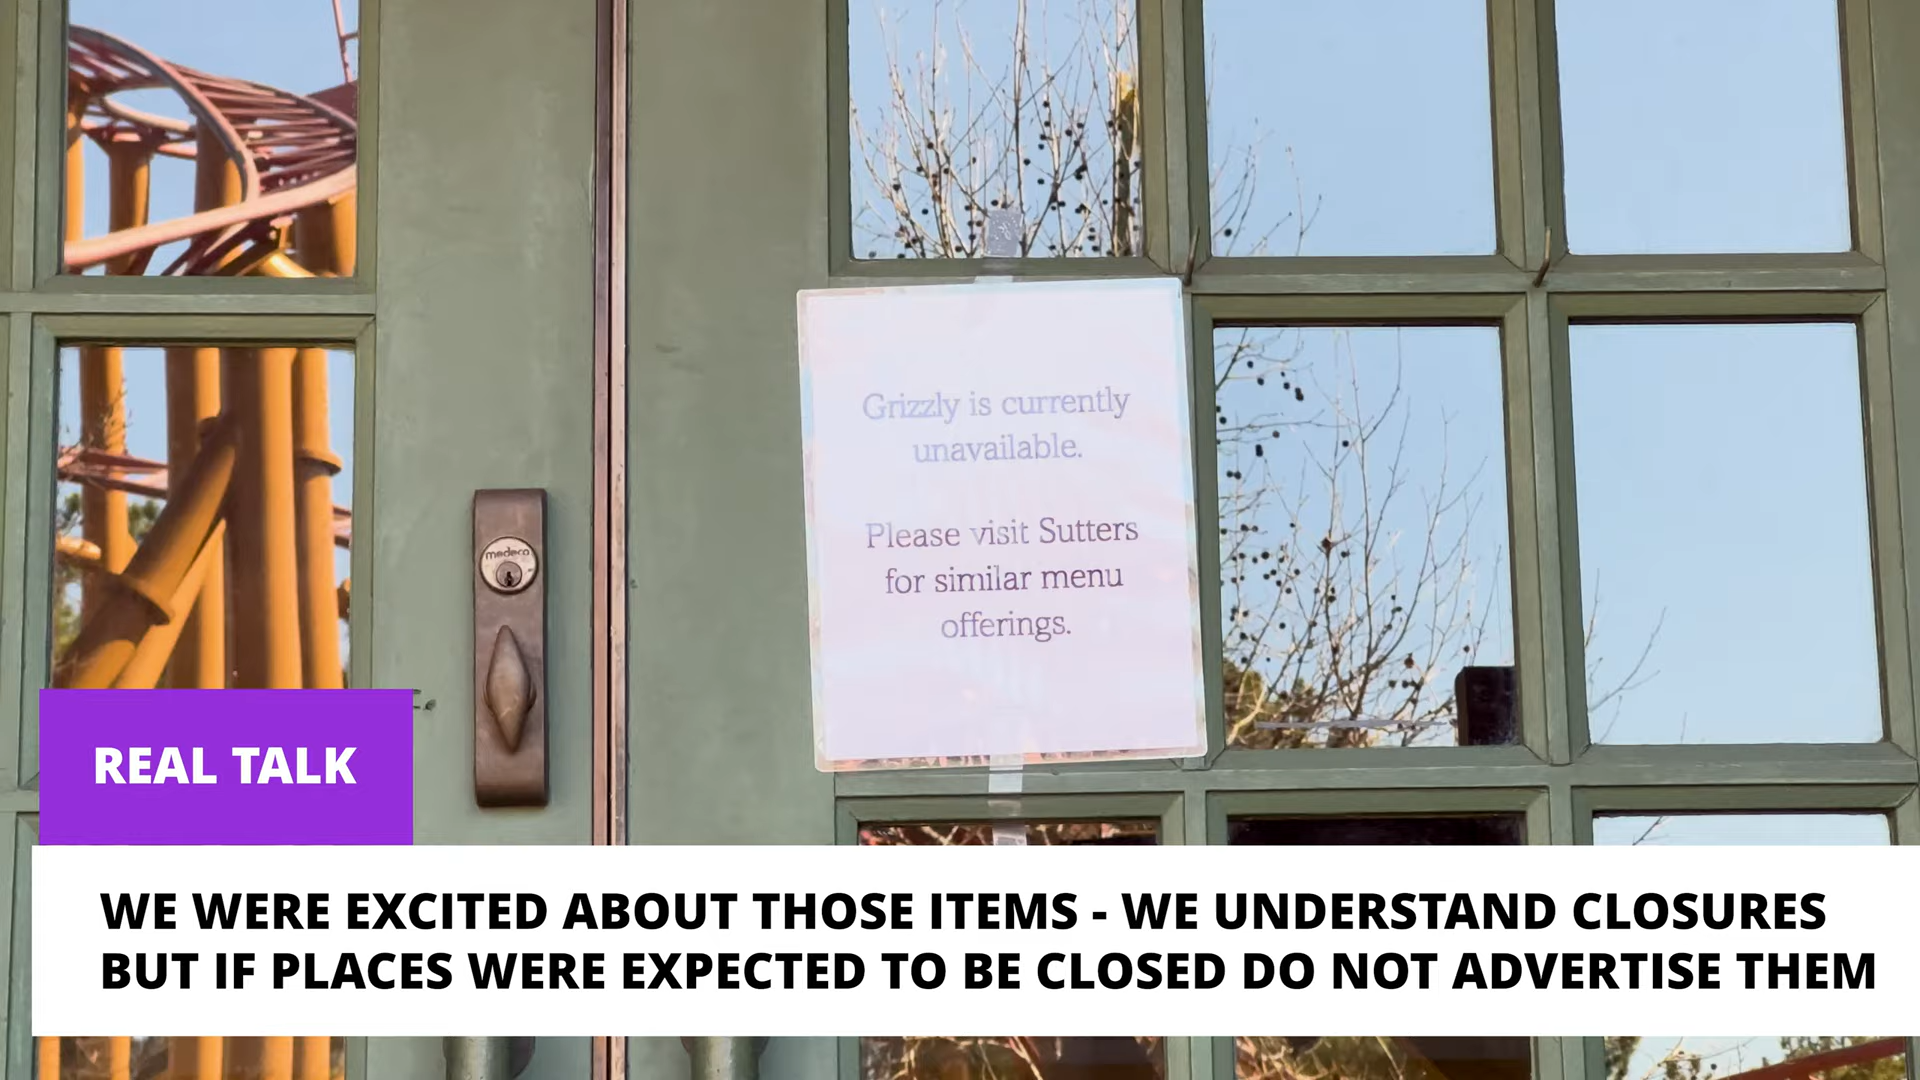 Grizzly is currently
unavailable.
Please visit Sutters
for similar menu
offerings.
medeco
REAL TALK
WE WERE EXCITED ABOUT THOSE ITEMS - WE UNDERSTAND CLOSURES
BUT IF PLACES WERE EXPECTED TO BE CLOSED DO NOT ADVERTISE THEM